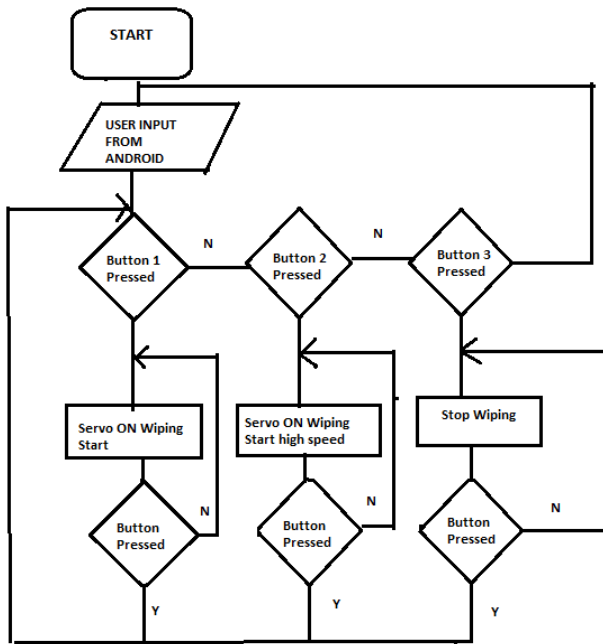 START
USER INPUT
FROM
ANDROID
Button 1
Pressed
N
Button 2
Pressed
N
Button 3
Pressed
Servo ON Wiping
Start
Servo ON Wiping
Start high speed
Stop Wiping
Button
Pressed
N
Button
Pressed
N
Button
Pressed
N
Y
Y
Y